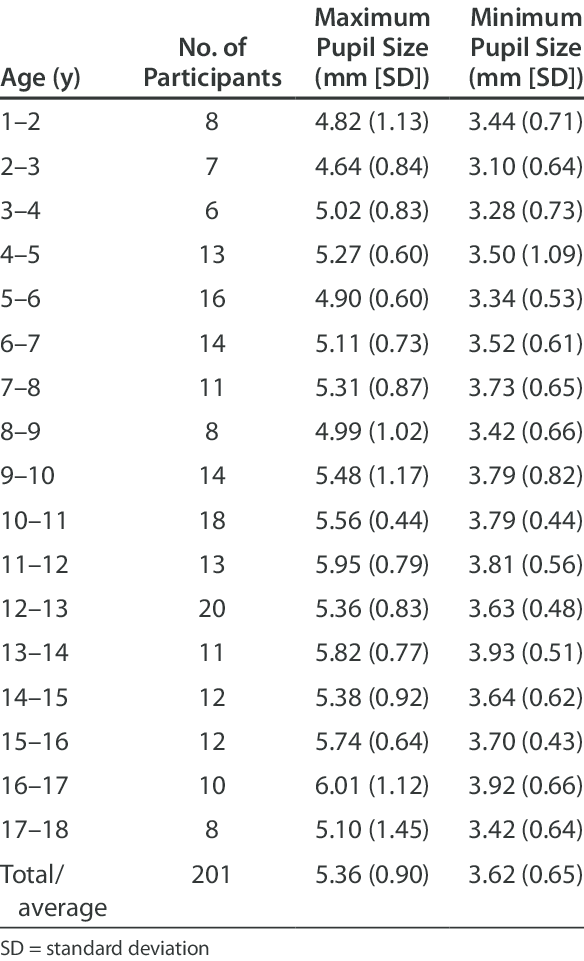 Age (y) No. of Participants Maximum Pupil Size (mm [SD]) Minimum Pupil Size (mm [SD])
1–2 8 4.82 (1.13) 3.44 (0.71)
2–3 7 4.64 (0.84) 3.10 (0.64)
3–4 6 5.02 (0.83) 3.28 (0.73)
4–5 13 5.27 (0.60) 3.50 (1.09)
5–6 16 4.90 (0.60) 3.34 (0.53)
6–7 14 5.11 (0.73) 3.52 (0.61)
7–8 11 5.31 (0.87) 3.73 (0.65)
8–9 8 4.99 (1.02) 3.42 (0.66)
9–10 14 5.48 (1.17) 3.79 (0.82)
10–11 18 5.56 (0.44) 3.79 (0.44)
11–12 13 5.95 (0.79) 3.81 (0.56)
12–13 20 5.36 (0.83) 3.63 (0.48)
13–14 11 5.82 (0.77) 3.93 (0.51)
14–15 12 5.38 (0.92) 3.64 (0.62)
15–16 12 5.74 (0.64) 3.70 (0.43)
16–17 10 6.01 (1.12) 3.92 (0.66)
17–18 8 5.10 (1.45) 3.42 (0.64)
Total/ 201 5.36 (0.90) 3.62 (0.65)
average
SD = standard deviation